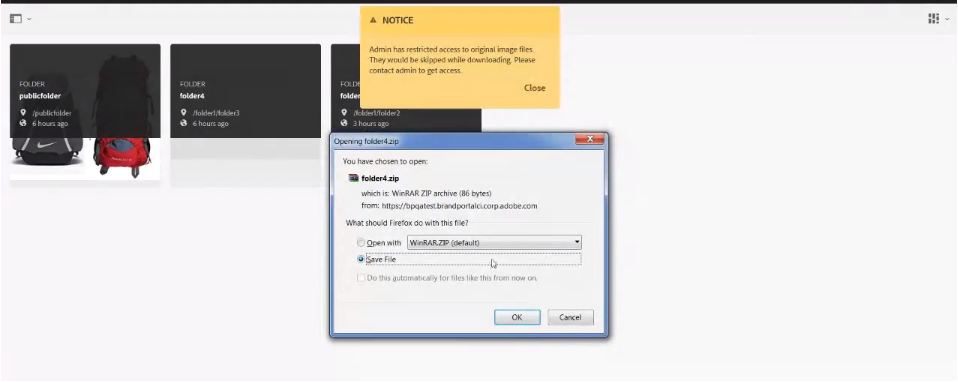 NOTICE
Admin has restricted access to original image files.
They would be skipped while downloading. Please
contact admin to get access.
Close
FOLDER
publicfolder
/publicfolder
6 hours ago
FOLDER
folder4
/folder1/folder3
6 hours ago
FOLDER
folder
/folder1/folder2
3 hours ago
Opening folder4.zip
You have chosen to open:
folder4.zip
which is: WinRAR ZIP archive (86 bytes)
from: https://bpqatest.brandportalci.corp.adobe.com
What should Firefox do with this file?
Open with WinRAR.ZIP (default)
Save File
Do this automatically for files like this from now on.
OK Cancel